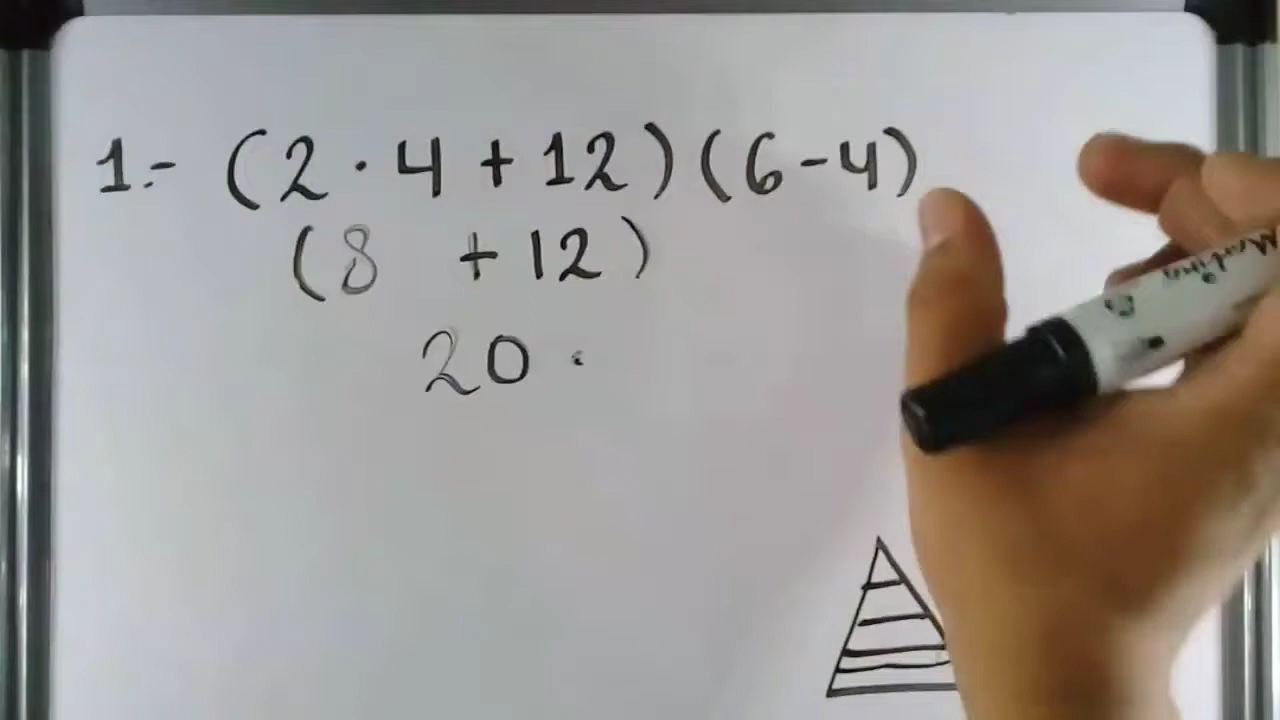 1.- (2 · 4 + 12) (6 - 4)
(8 + 12)
20 ·